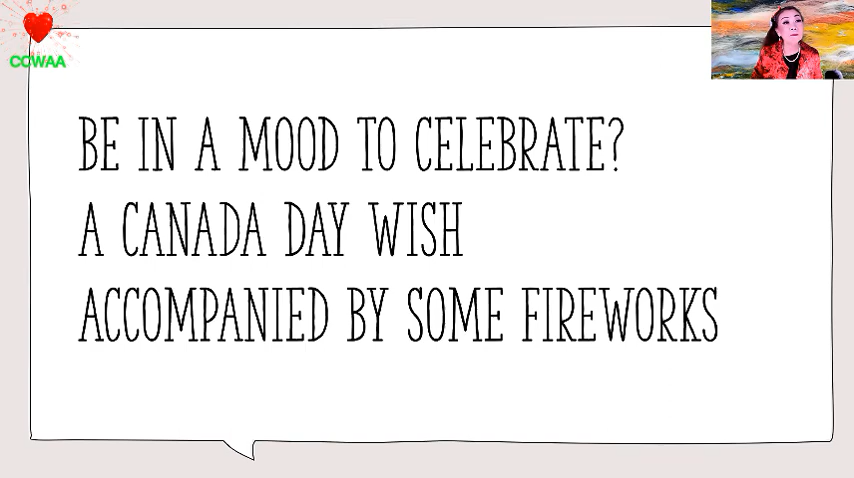 CCWAA
BE IN A MOOD TO CELEBRATE?
A CANADA DAY WISH
ACCOMPANIED BY SOME FIREWORKS